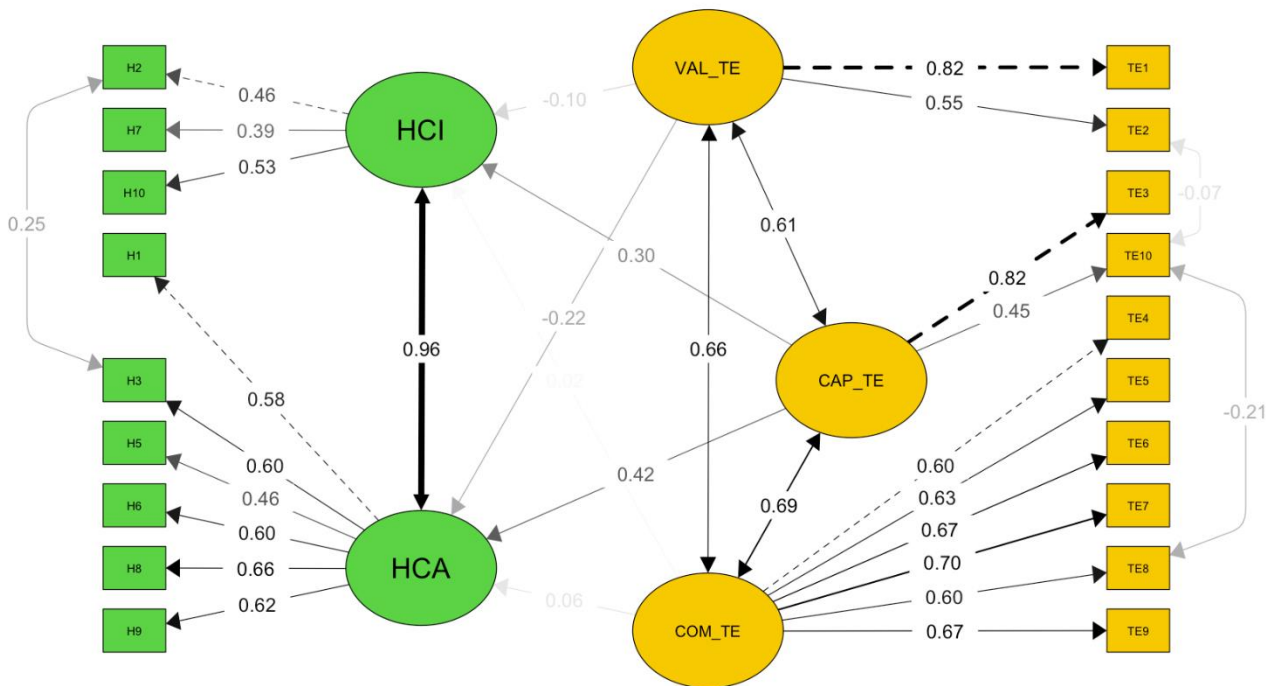 H2
H7
H10
H1
H3
H5
H6
H8
H9
0.25
0.46
0.39
0.53
0.58
0.60
0.46
0.60
0.66
0.62
HCI
HCA
0.96
-0.10
0.30
-0.22
0.02
0.42
0.06
VAL_TE
CAP_TE
COM_TE
0.61
0.66
0.69
0.82
0.55
0.82
0.45
0.60
0.63
0.67
0.70
0.60
0.67
TE1
TE2
TE3
TE10
TE4
TE5
TE6
TE7
TE8
TE9
-0.07
-0.21